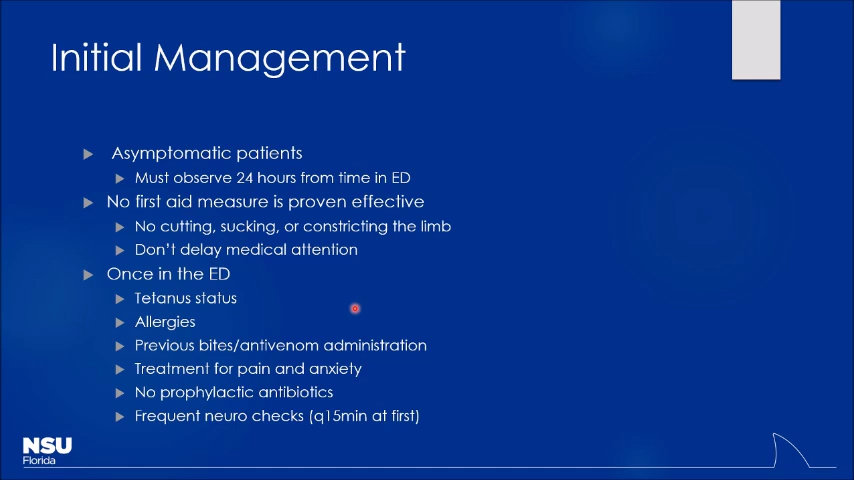 Initial Management
Asymptomatic patients
Must observe 24 hours from time in ED
No first aid measure is proven effective
No cutting, sucking, or constricting the limb
Don't delay medical attention
Once in the ED
Tetanus status
Allergies
Previous bites/antivenom administration
Treatment for pain and anxiety
No prophylactic antibiotics
Frequent neuro checks (q15min at first)
NSU
Florida